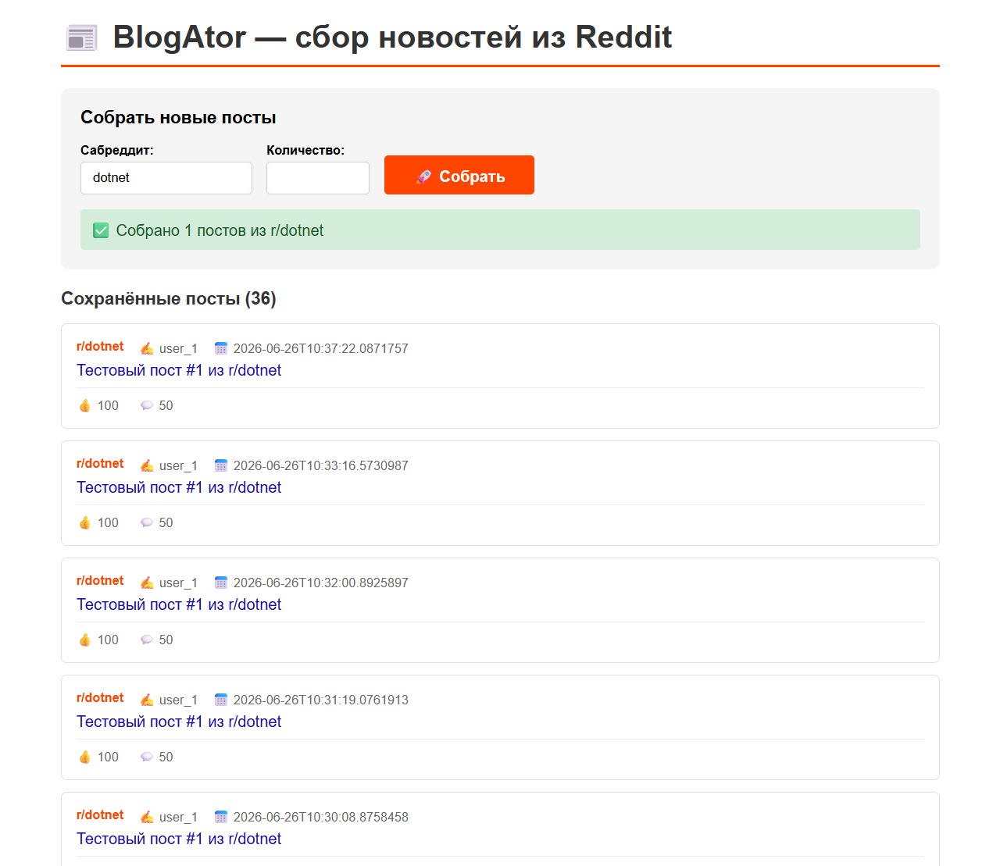 BlogAtor — сбор новостей из Reddit
Собрать новые посты
Сабреддит:
Количество:
dotnet
Собрать
Собрано 1 постов из r/dotnet
Сохранённые посты (36)
r/dotnet user_1 2026-06-26T10:37:22.0871757
Тестовый пост #1 из r/dotnet
100 50
r/dotnet user_1 2026-06-26T10:33:16.5730987
Тестовый пост #1 из r/dotnet
100 50
r/dotnet user_1 2026-06-26T10:32:00.8925897
Тестовый пост #1 из r/dotnet
100 50
r/dotnet user_1 2026-06-26T10:31:19.0761913
Тестовый пост #1 из r/dotnet
100 50
r/dotnet user_1 2026-06-26T10:30:08.8758458
Тестовый пост #1 из r/dotnet